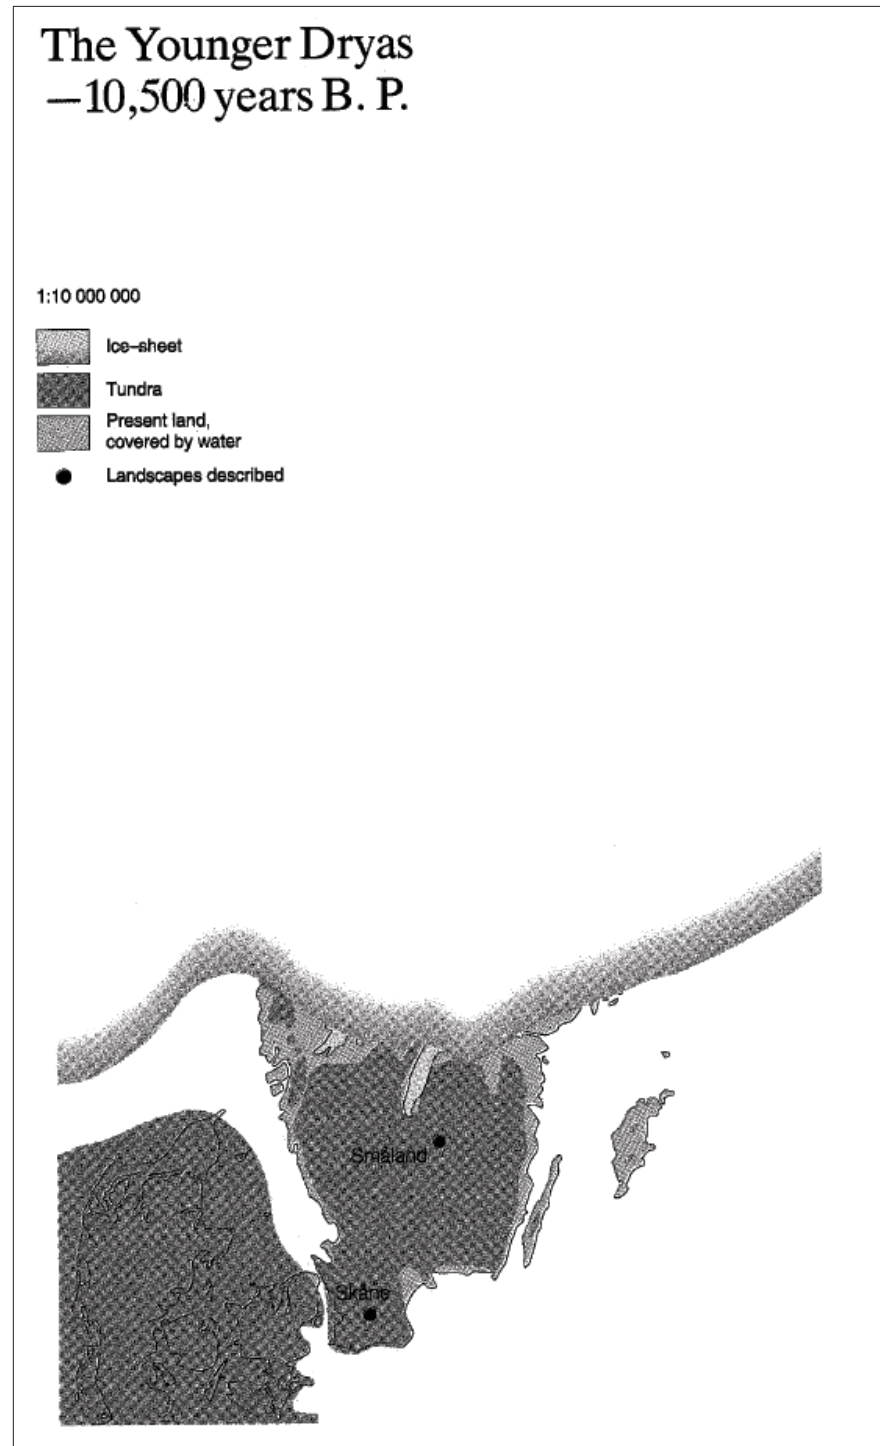 The Younger Dryas
—10,500 years B. P.
1:10 000 000
Ice-sheet
Tundra
Present land,
covered by water
Landscapes described
Småland
Skåne